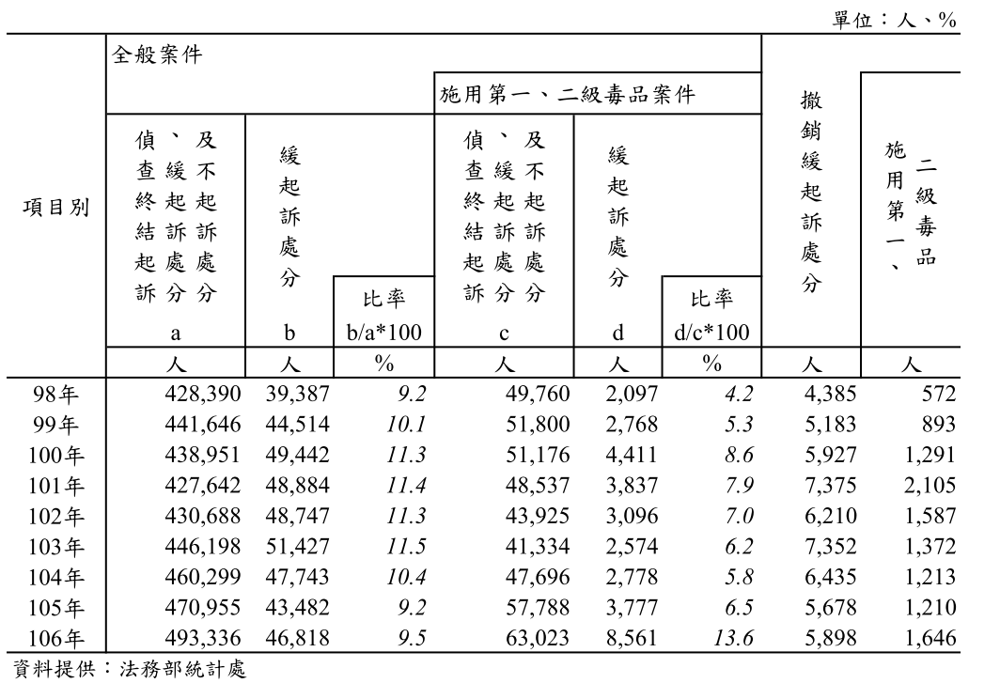 單位：人、%
全般案件
施用第一、二級毒品案件
項目別
偵查終結起訴
、緩起訴處分
及不起訴處分
a
緩起訴處分
b
比率
b/a*100
偵查終結起訴
、緩起訴處分
及不起訴處分
c
緩起訴處分
d
比率
d/c*100
撤銷緩起訴處分
施用第一、
二級毒品
人 人 % 人 人 % 人 人
98年 428,390 39,387 9.2 49,760 2,097 4.2 4,385 572
99年 441,646 44,514 10.1 51,800 2,768 5.3 5,183 893
100年 438,951 49,442 11.3 51,176 4,411 8.6 5,927 1,291
101年 427,642 48,884 11.4 48,537 3,837 7.9 7,375 2,105
102年 430,688 48,747 11.3 43,925 3,096 7.0 6,210 1,587
103年 446,198 51,427 11.5 41,334 2,574 6.2 7,352 1,372
104年 460,299 47,743 10.4 47,696 2,778 5.8 6,435 1,213
105年 470,955 43,482 9.2 57,788 3,777 6.5 5,678 1,210
106年 493,336 46,818 9.5 63,023 8,561 13.6 5,898 1,646
資料提供：法務部統計處